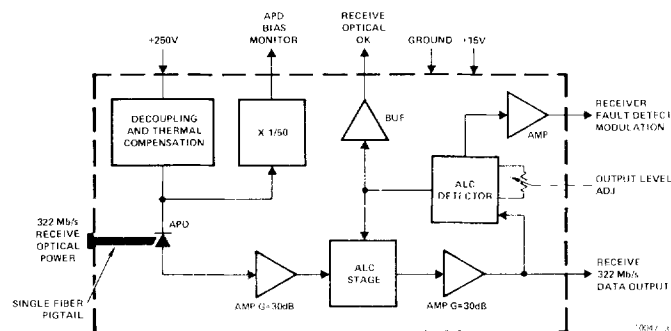 APD
BIAS
MONITOR
RECEIVE
OPTICAL
OK
+250V
GROUND
+15V
DECOUPLING
AND THERMAL
COMPENSATION
X 1/50
BUF
AMP
RECEIVER
FAULT DETECT
MODULATION
ALC
DETECTOR
OUTPUT LEVEL
ADJ
322 Mb/s
RECEIVE
OPTICAL
POWER
APD
ALC
STAGE
RECEIVE
322 Mb/s
DATA OUTPUT
SINGLE FIBER
PIGTAIL
AMP G=30dB
AMP G=30dB